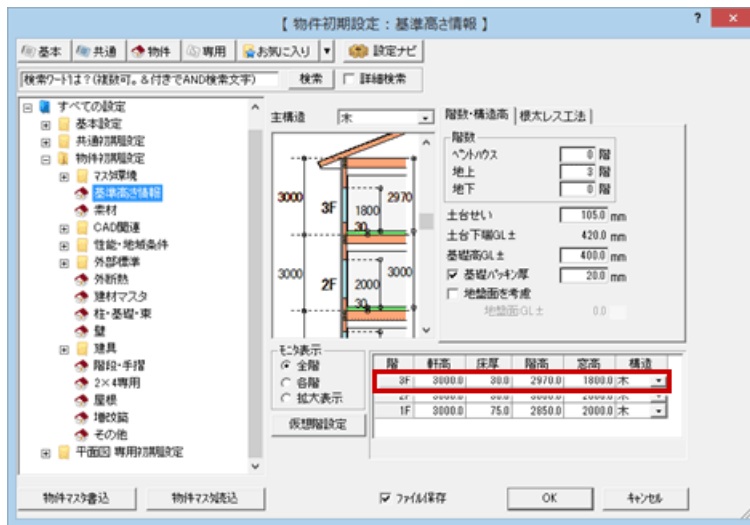 【 物件初期設定：基準高さ情報 】
? ×
基本 共通 物件 専用 お気に入り ▼ 設定ナビ
検索ワードは?(複数可。&付きでAND検索文字) 検索 詳細検索
すべての設定
基本設定
共通初期設定
物件初期設定
マスタ環境
基準高さ情報
素材
CAD関連
性能・地域条件
外部標準
外断熱
建材マスタ
柱・基礎・束
壁
建具
階段・手摺
2×4専用
屋根
増改築
その他
平面図 専用初期設定
主構造 木
3000 3F 1800 2970
30
3000 2F 2000 3000
30
階数・構造高 根太レス工法
階数
ペントハウス 0 階
地上 3 階
地下 0 階
土台せい 105.0 mm
土台下端GL± 420.0 mm
基礎高GL± 400.0 mm
基礎パッキン厚 20.0 mm
地盤面を考慮
地盤面GL± 0.0
モニタ表示
全階
各階
拡大表示
仮想階設定
階 軒高 床厚 階高 窓高 構造
3F 3000.0 30.0 2970.0 1800.0 木
2F 3000.0 30.0 3000.0 2000.0 木
1F 3000.0 75.0 2850.0 2000.0 木
物件マスタ書込 物件マスタ読込 ファイル保存 OK キャンセル